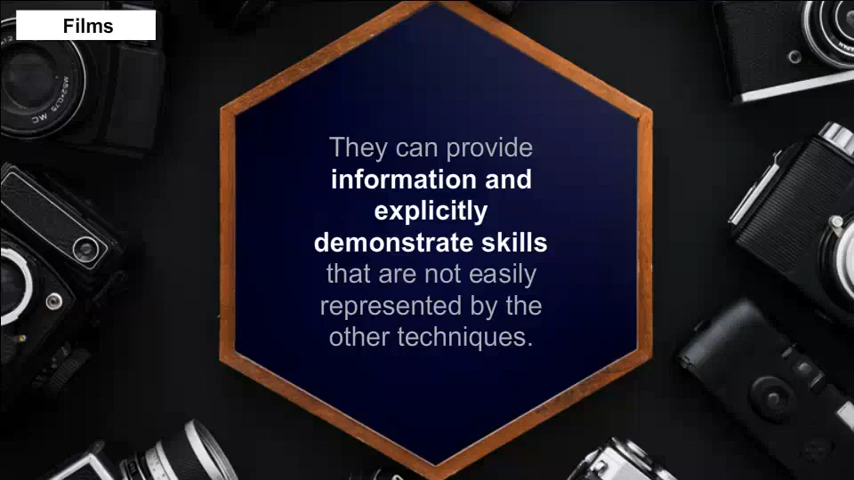 Films
They can provide
information and
explicitly
demonstrate skills
that are not easily
represented by the
other techniques.